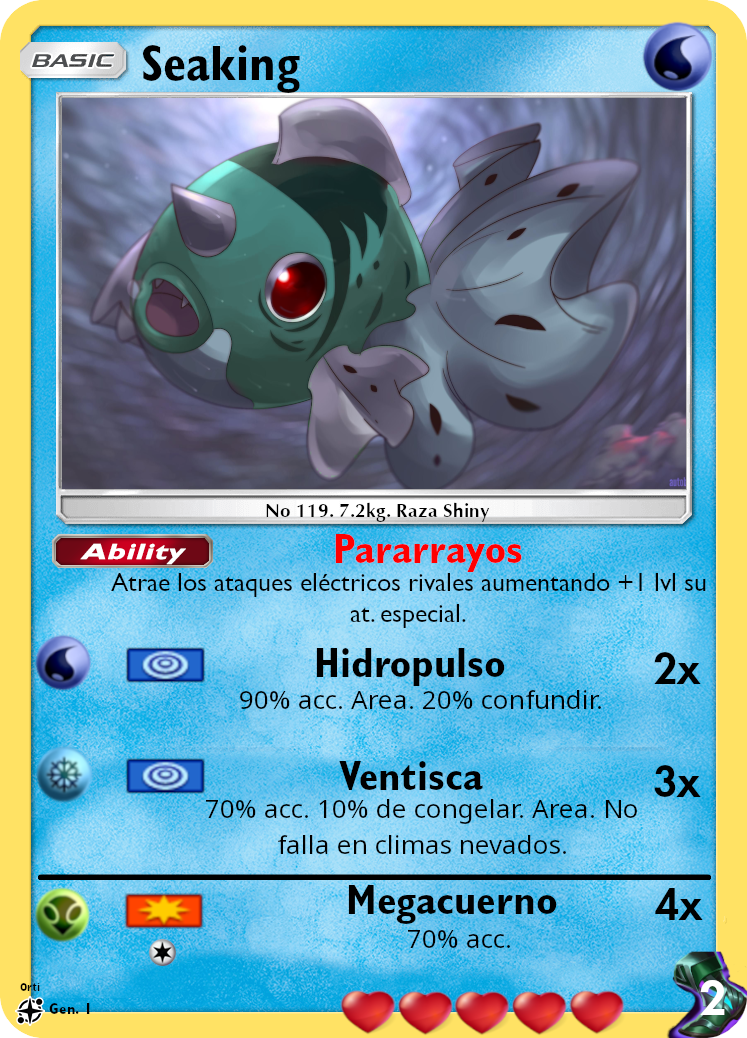 BASIC
Seaking
No 119. 7.2kg. Raza Shiny
Ability
Pararrayos
Atrae los ataques eléctricos rivales aumentando +1 lvl su
at. especial.
Hidropulso
2x
90% acc. Area. 20% confundir.
Ventisca
3x
70% acc. 10% de congelar. Area. No
falla en climas nevados.
Megacuerno
4x
70% acc.
Orti
Gen. 1
2